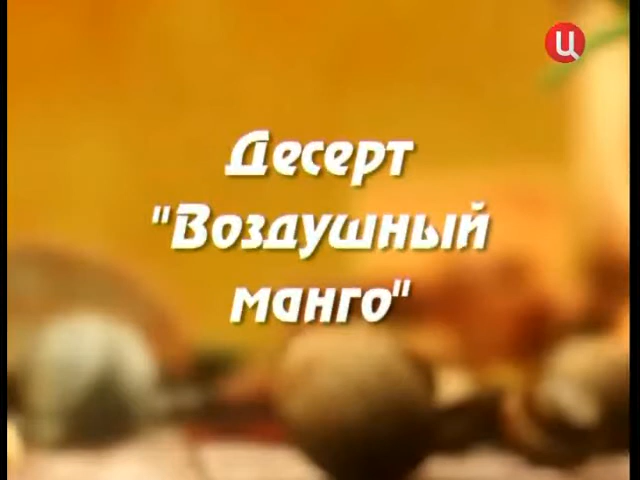 Ц
Десерт
"Воздушный
манго"